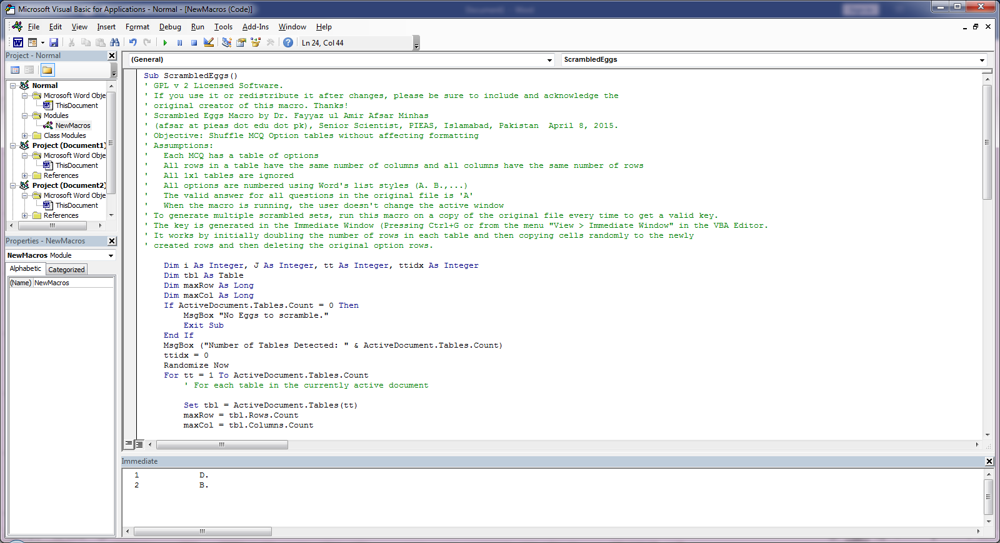 Microsoft Visual Basic for Applications - Normal - [NewMacros (Code)]
File Edit View Insert Format Debug Run Tools Add-Ins Window Help
Ln 24, Col 44
Project - Normal
Normal
Microsoft Word Obje
ThisDocument
Modules
NewMacros
Class Modules
Project (Document1)
Microsoft Word Obje
ThisDocument
References
Project (Document2)
Microsoft Word Obje
ThisDocument
References
Properties - NewMacros
NewMacros Module
Alphabetic Categorized
(Name) NewMacros
(General) ScrambledEggs
Sub ScrambledEggs()
' GPL v 2 Licensed Software.
' If you use it or redistribute it after changes, please be sure to include and acknowledge the
' original creator of this macro. Thanks!
' Scrambled Eggs Macro by Dr. Fayyaz ul Amir Afsar Minhas
' (afsar at pieas dot edu dot pk), Senior Scientist, PIEAS, Islamabad, Pakistan  April 8, 2015.
' Objective: Shuffle MCQ Option tables without affecting formatting
' Assumptions:
'   Each MCQ has a table of options
'   All rows in a table have the same number of columns and all columns have the same number of rows
'   All 1x1 tables are ignored
'   All options are numbered using Word's list styles (A. B.,...)
'   The valid answer for all questions in the original file is 'A'
'   When the macro is running, the user doesn't change the active window
' To generate multiple scrambled sets, run this macro on a copy of the original file every time to get a valid key.
' The key is generated in the Immediate Window (Pressing Ctrl+G or from the menu "View > Immediate Window" in the VBA Editor.
' It works by initially doubling the number of rows in each table and then copying cells randomly to the newly
' created rows and then deleting the original option rows.
Dim i As Integer, J As Integer, tt As Integer, ttidx As Integer
Dim tbl As Table
Dim maxRow As Long
Dim maxCol As Long
If ActiveDocument.Tables.Count = 0 Then
MsgBox "No Eggs to scramble."
Exit Sub
End If
MsgBox ("Number of Tables Detected: " & ActiveDocument.Tables.Count)
ttidx = 0
Randomize Now
For tt = 1 To ActiveDocument.Tables.Count
' For each table in the currently active document
Set tbl = ActiveDocument.Tables(tt)
maxRow = tbl.Rows.Count
maxCol = tbl.Columns.Count
Immediate
1 D.
2 B.